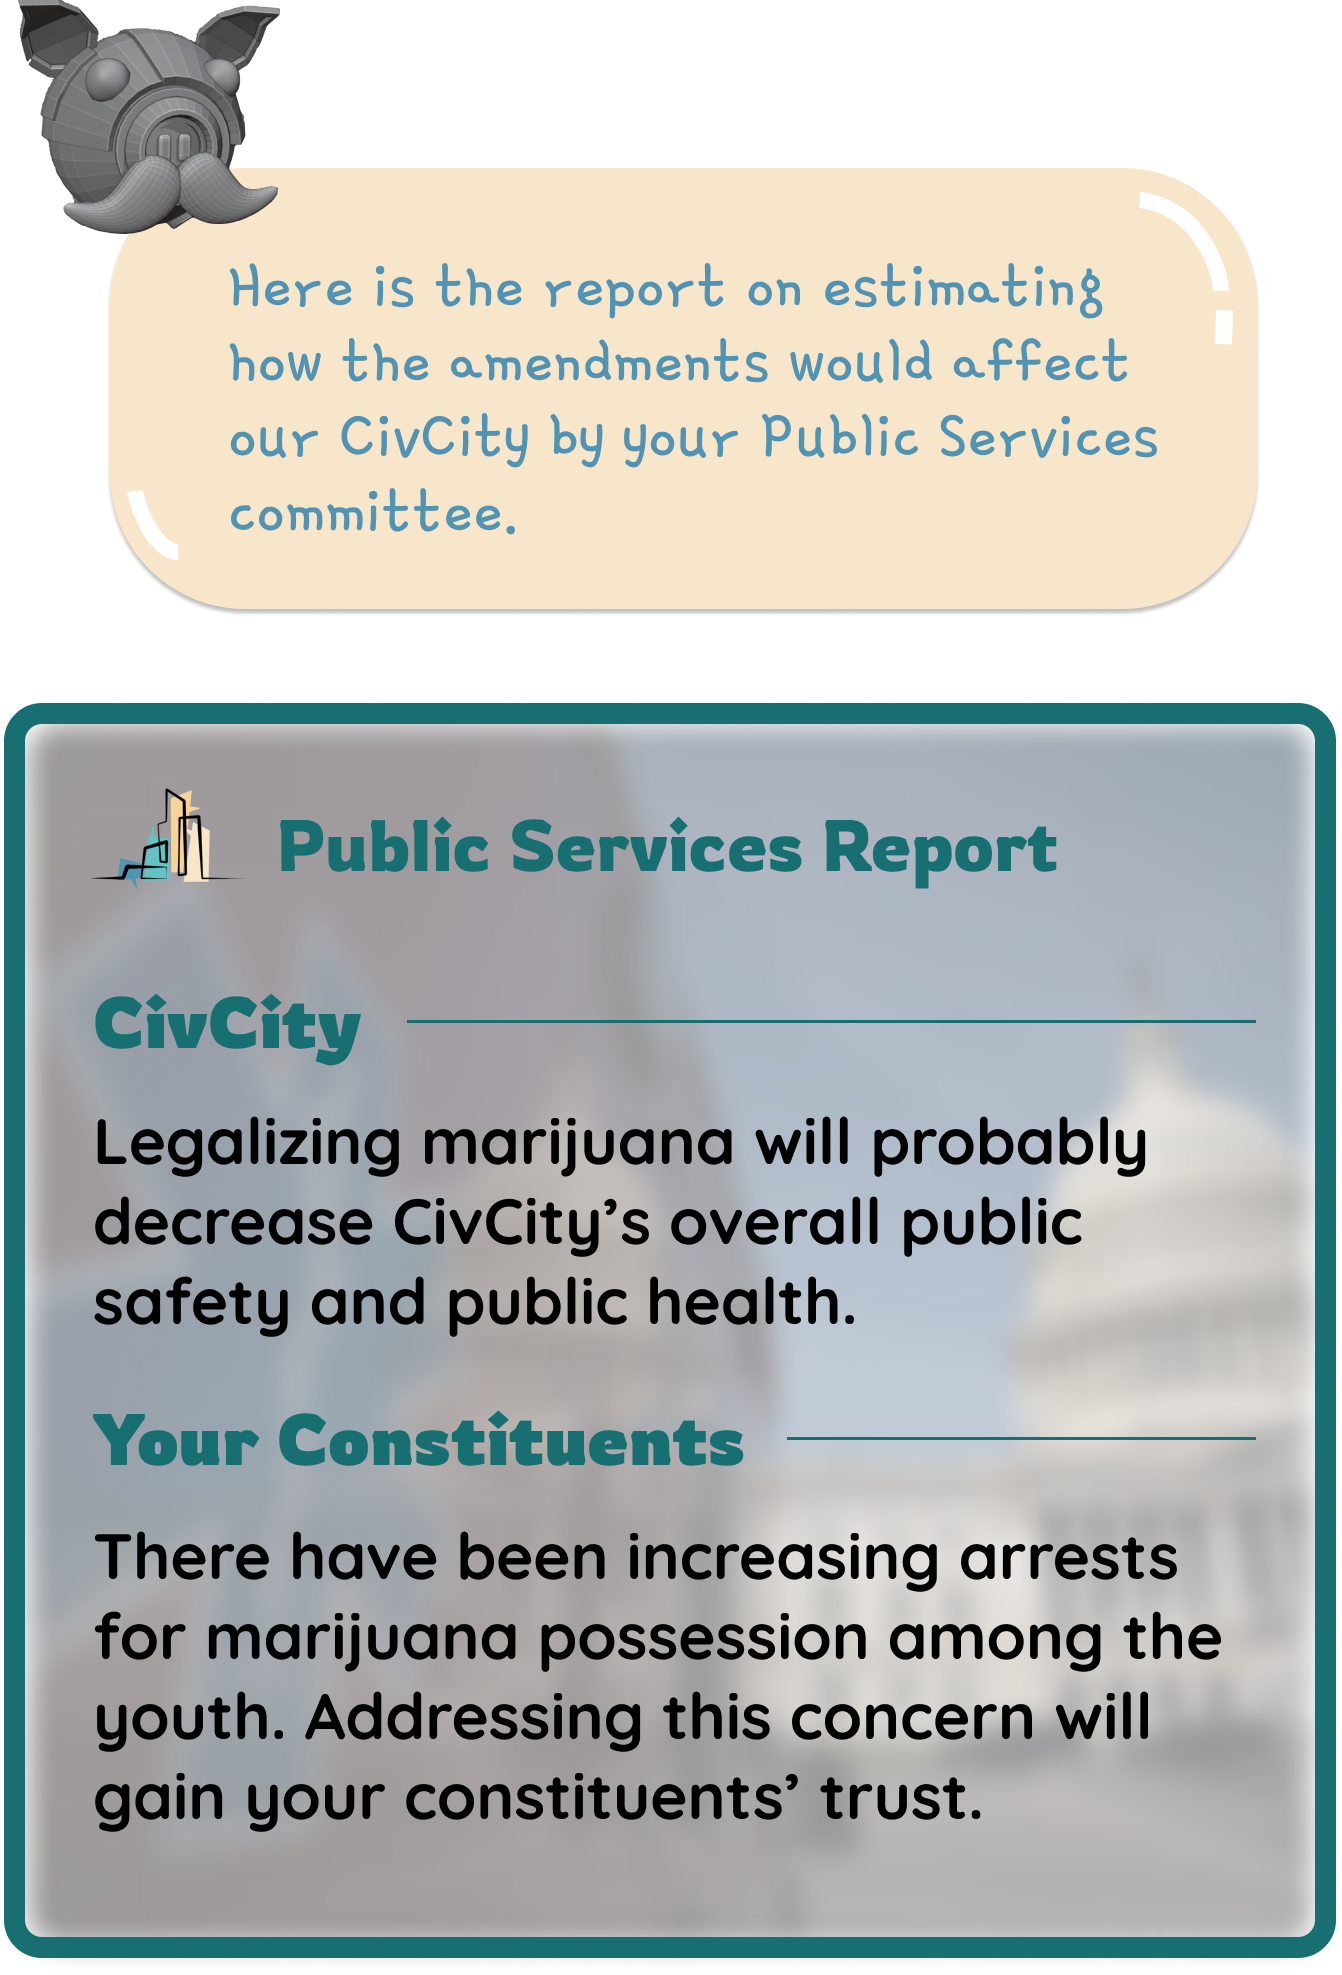 Here is the report on estimating
how the amendments would affect
our CivCity by your Public Services
committee.
Public Services Report
CivCity
Legalizing marijuana will probably
decrease CivCity’s overall public
safety and public health.
Your Constituents
There have been increasing arrests
for marijuana possession among the
youth. Addressing this concern will
gain your constituents’ trust.